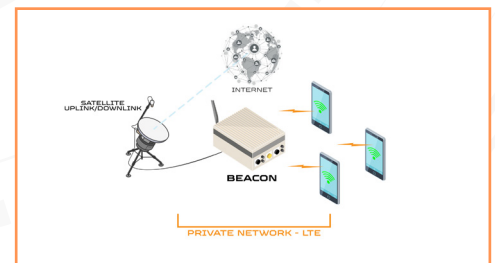 INTERNET
SATELLITE
UPLINK/DOWNLINK
BEACON
PRIVATE NETWORK - LTE